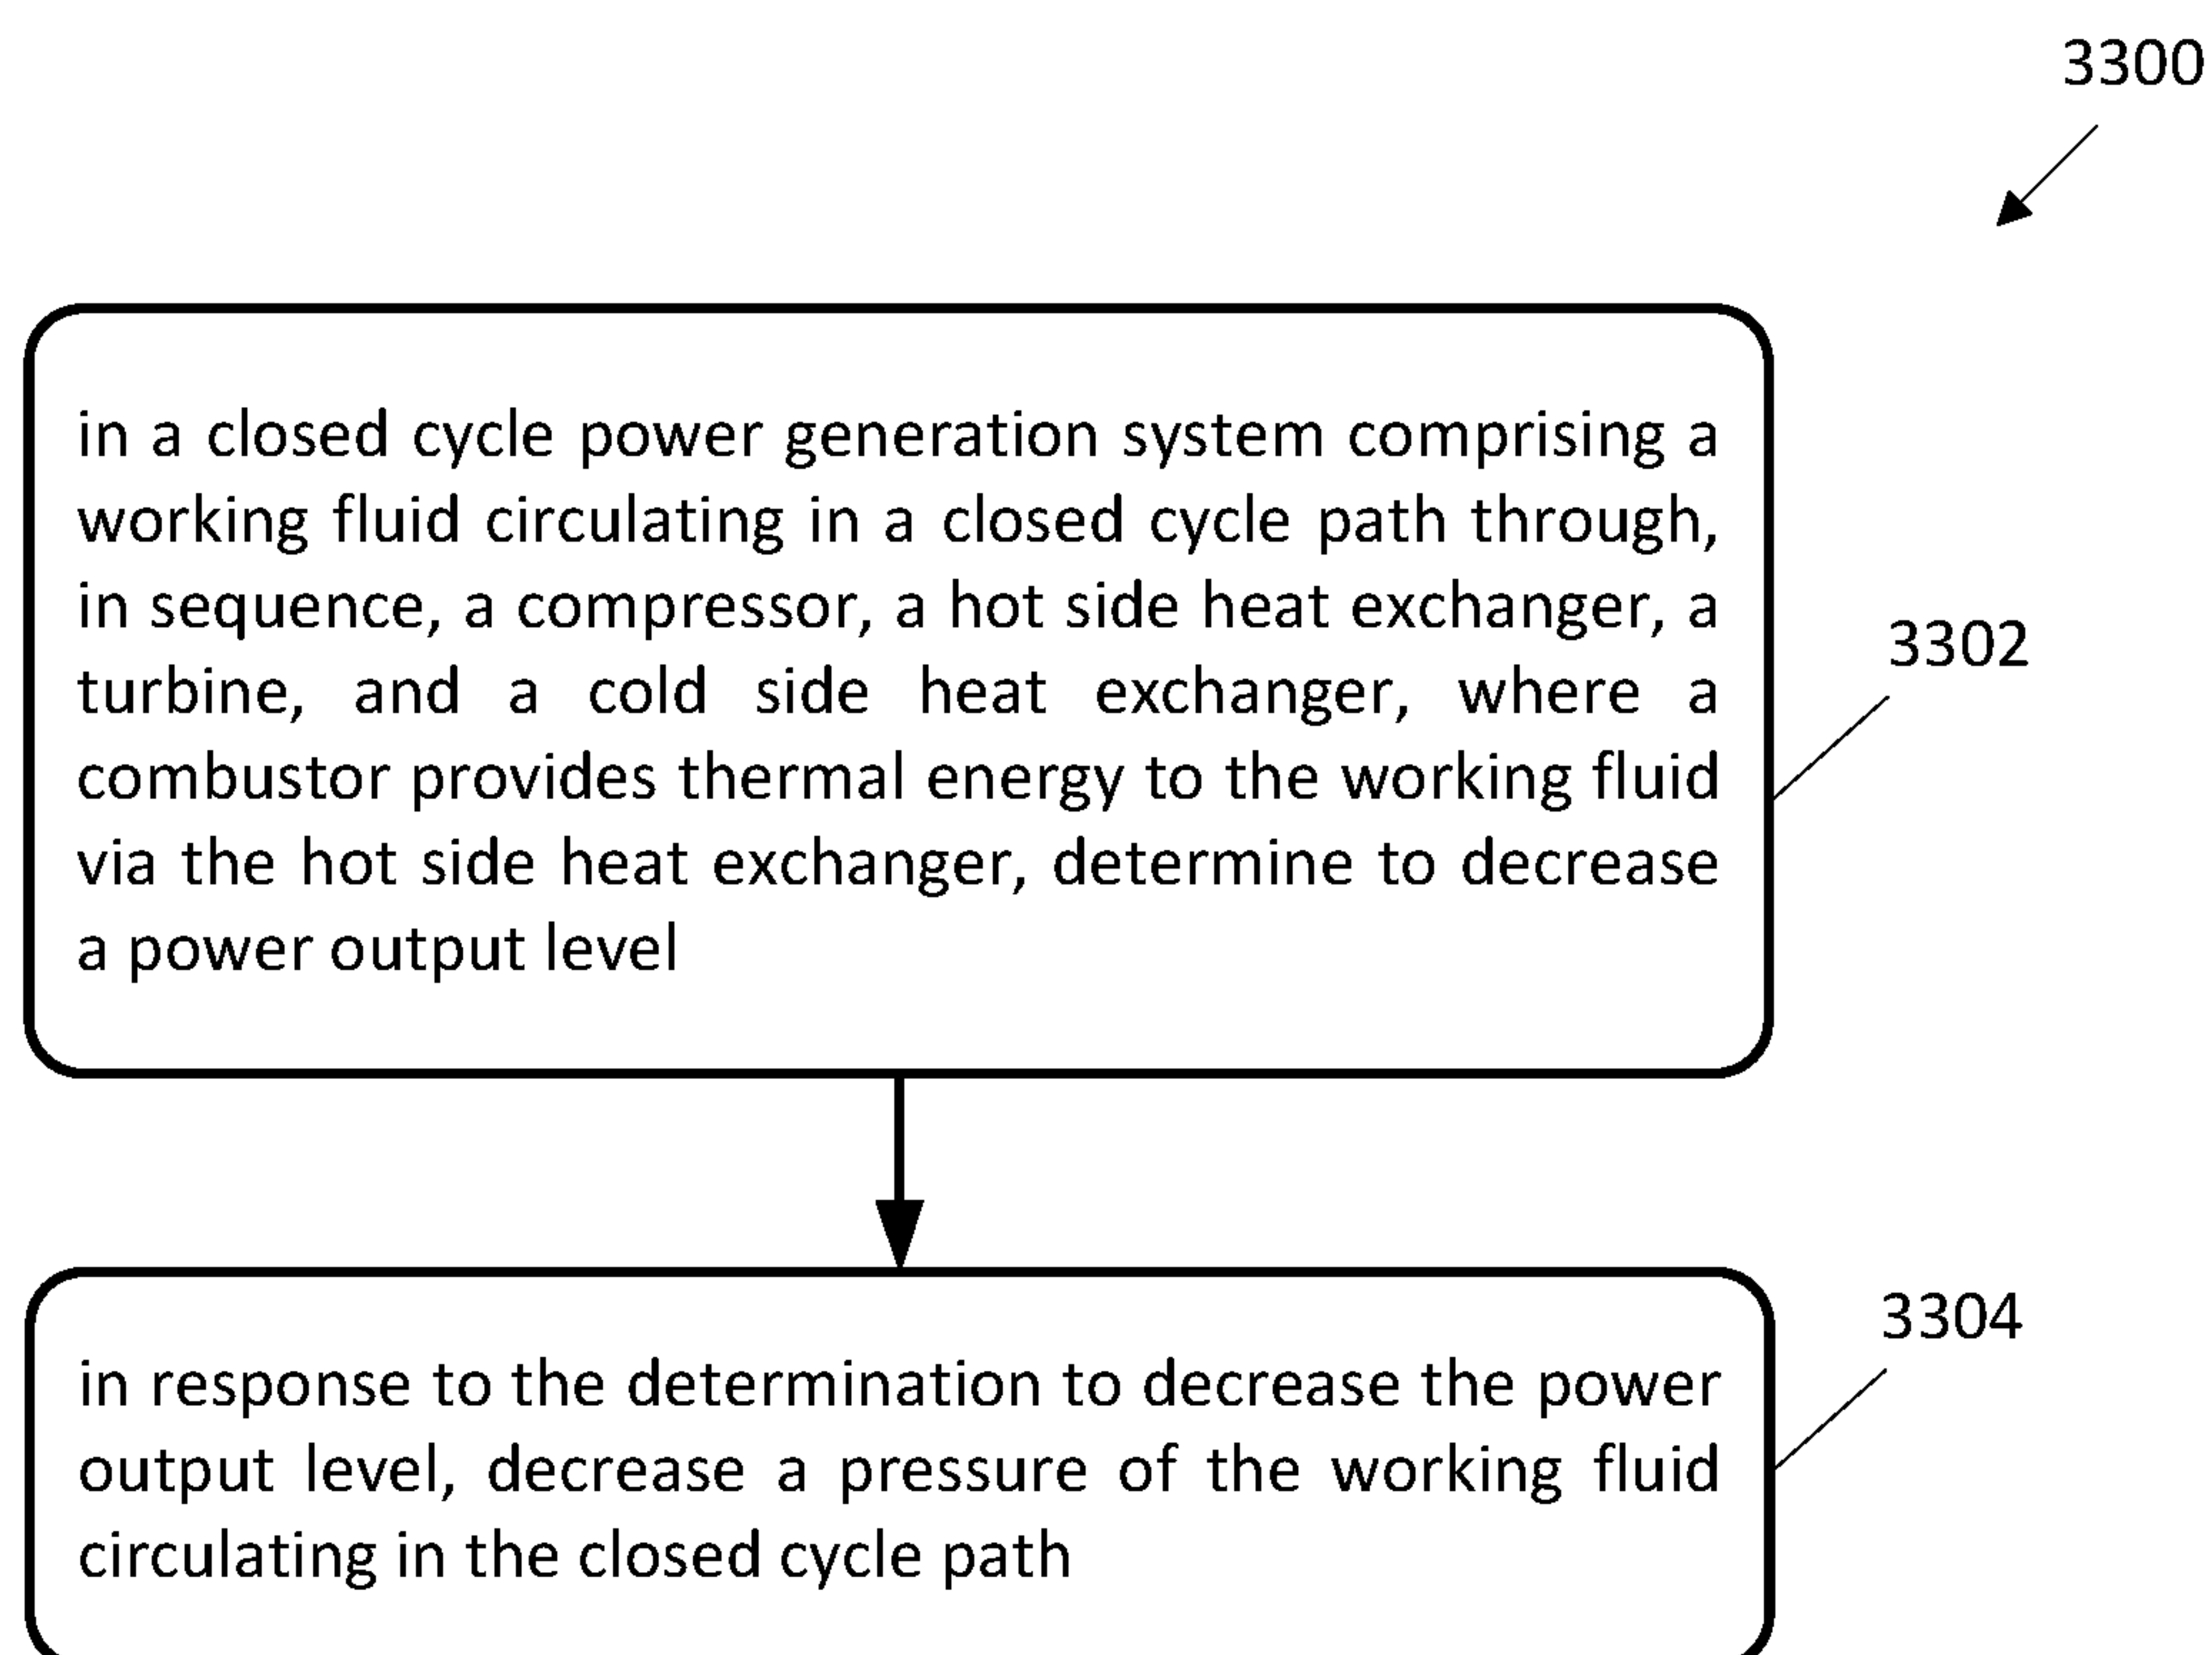 3300
in a closed cycle power generation system comprising a
working fluid circulating in a closed cycle path through,
in sequence, a compressor, a hot side heat exchanger, a
turbine, and a cold side heat exchanger, where a
combustor provides thermal energy to the working fluid
via the hot side heat exchanger, determine to decrease
a power output level
3302
in response to the determination to decrease the power
output level, decrease a pressure of the working fluid
circulating in the closed cycle path
3304